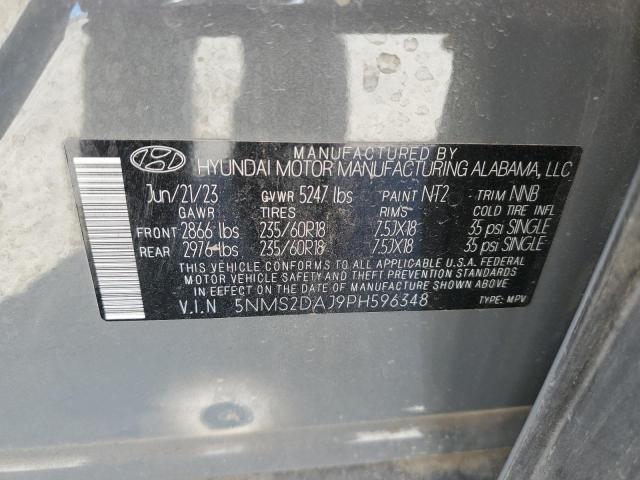 MANUFACTURED BY
HYUNDAI MOTOR MANUFACTURING ALABAMA, LLC
Jun/21/23 GVWR 5247 lbs PAINT NT2 TRIM NNB
GAWR TIRES RIMS COLD TIRE INFL
FRONT 2866 lbs 235/60R18 7.5JX18 35 psi SINGLE
REAR 2976 lbs 235/60R18 7.5JX18 35 psi SINGLE
THIS VEHICLE CONFORMS TO ALL APPLICABLE U.S.A. FEDERAL
MOTOR VEHICLE SAFETY AND THEFT PREVENTION STANDARDS
IN EFFECT ON THE DATE OF MANUFACTURE SHOWN ABOVE
V.I.N 5NMS2DAJ9PH596348 TYPE: MPV